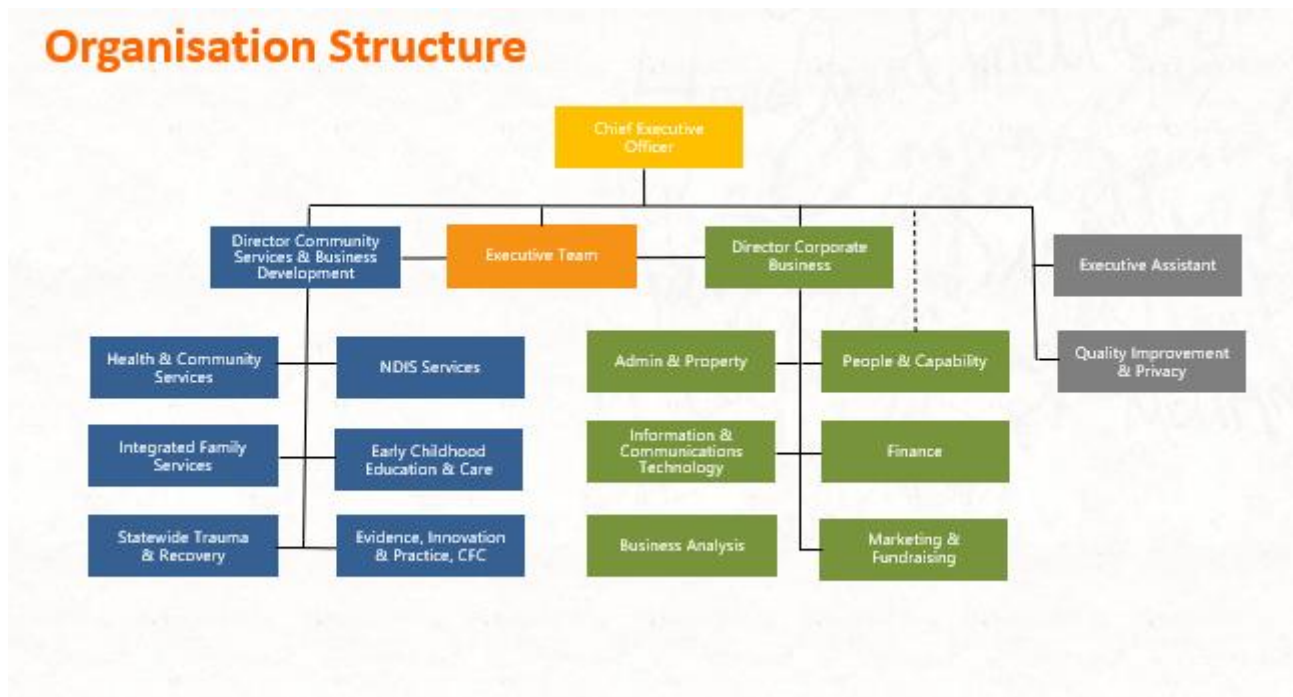 Organisation Structure
Chief Executive
Officer
Director Community
Services & Business
Development
Executive Team
Director Corporate
Business
Executive Assistant
Health & Community
Services
NDIS Services
Admin & Property
People & Capability
Quality Improvement
& Privacy
Integrated Family
Services
Early Childhood
Education & Care
Information &
Communications
Technology
Finance
Statewide Trauma
& Recovery
Evidence, Innovation
& Practice, CFC
Business Analysis
Marketing &
Fundraising